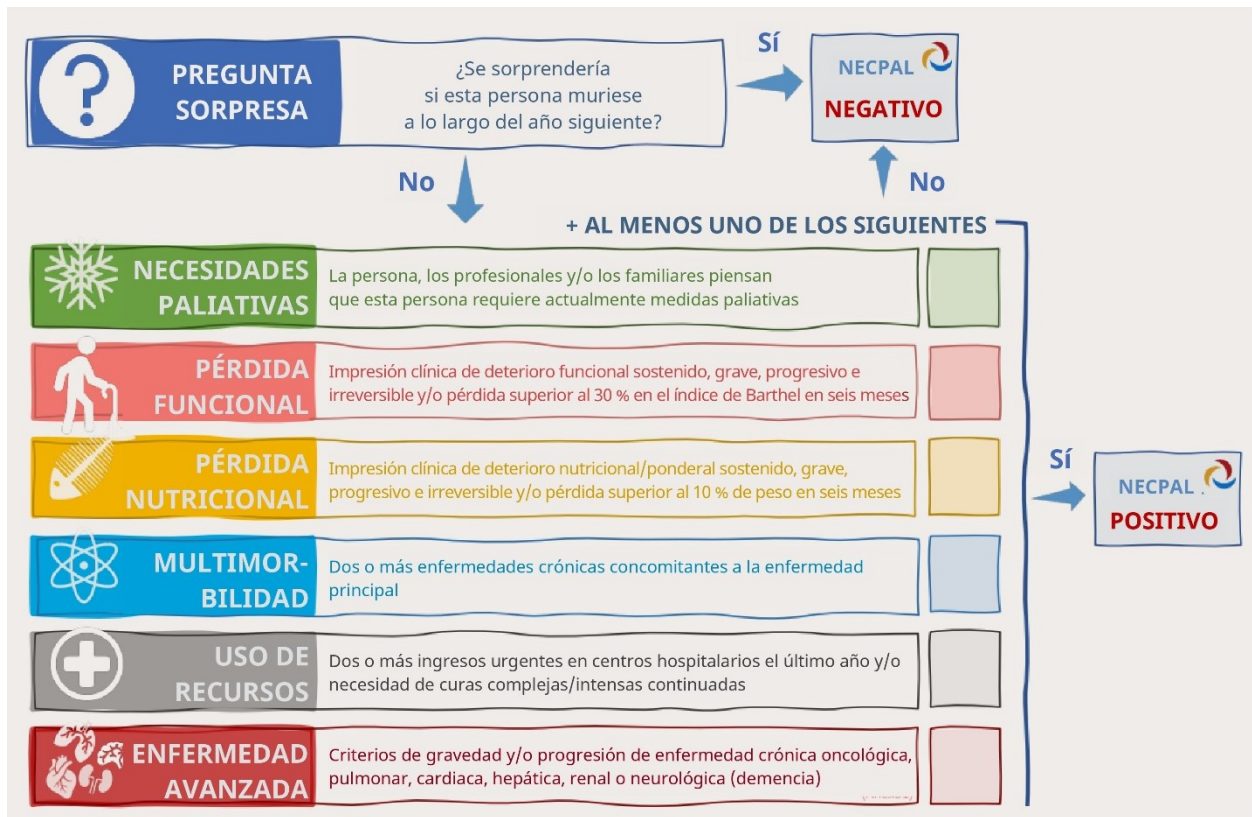 PREGUNTA
SORPRESA
¿Se sorprendería
si esta persona muriese
a lo largo del año siguiente?
Sí
NECPAL
NEGATIVO
No
No
+ AL MENOS UNO DE LOS SIGUIENTES
NECESIDADES
PALIATIVAS
La persona, los profesionales y/o los familiares piensan
que esta persona requiere actualmente medidas paliativas
PÉRDIDA
FUNCIONAL
Impresión clínica de deterioro funcional sostenido, grave, progresivo e
irreversible y/o pérdida superior al 30 % en el índice de Barthel en seis meses
PÉRDIDA
NUTRICIONAL
Impresión clínica de deterioro nutricional/ponderal sostenido, grave,
progresivo e irreversible y/o pérdida superior al 10 % de peso en seis meses
Sí
NECPAL
POSITIVO
MULTIMOR-
BILIDAD
Dos o más enfermedades crónicas concomitantes a la enfermedad
principal
USO DE
RECURSOS
Dos o más ingresos urgentes en centros hospitalarios el último año y/o
necesidad de curas complejas/intensas continuadas
ENFERMEDAD
AVANZADA
Criterios de gravedad y/o progresión de enfermedad crónica oncológica,
pulmonar, cardiaca, hepática, renal o neurológica (demencia)